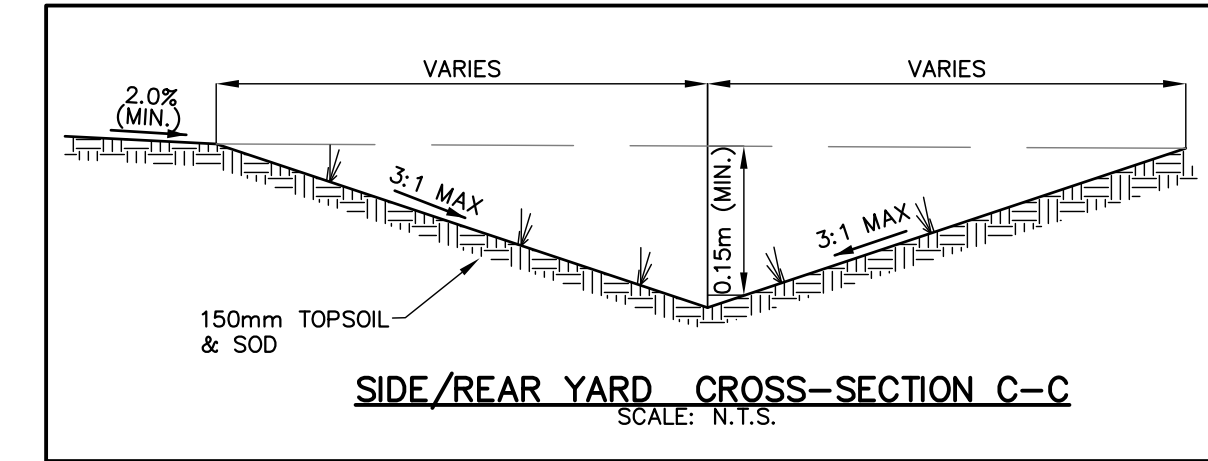 VARIES
VARIES
2.0%
(MIN.)
3:1 MAX
0.15m (MIN.)
3:1 MAX
150mm TOPSOIL
& SOD
SIDE/REAR YARD CROSS-SECTION C-C
SCALE: N.T.S.